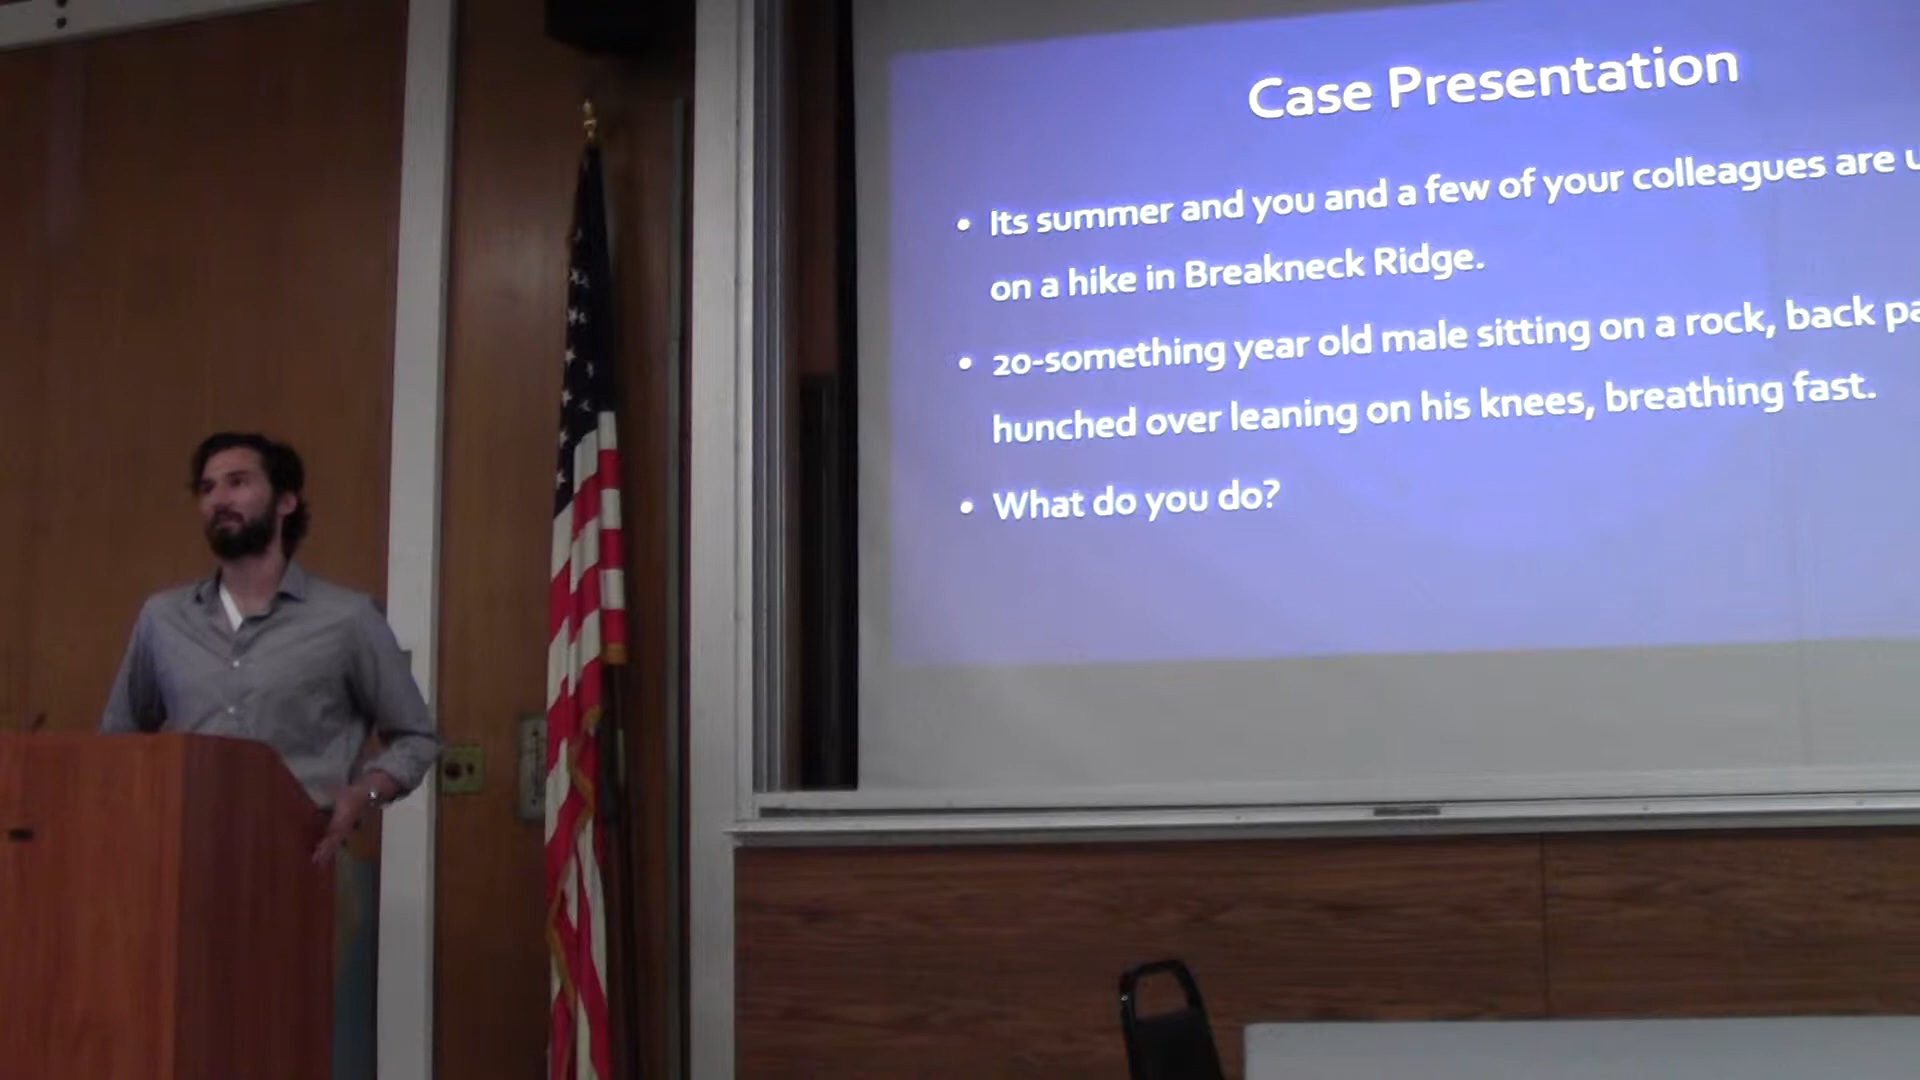 Case Presentation
• Its summer and you and a few of your colleagues are
on a hike in Breakneck Ridge.
• 20-something year old male sitting on a rock, back
hunched over leaning on his knees, breathing fast.
• What do you do?